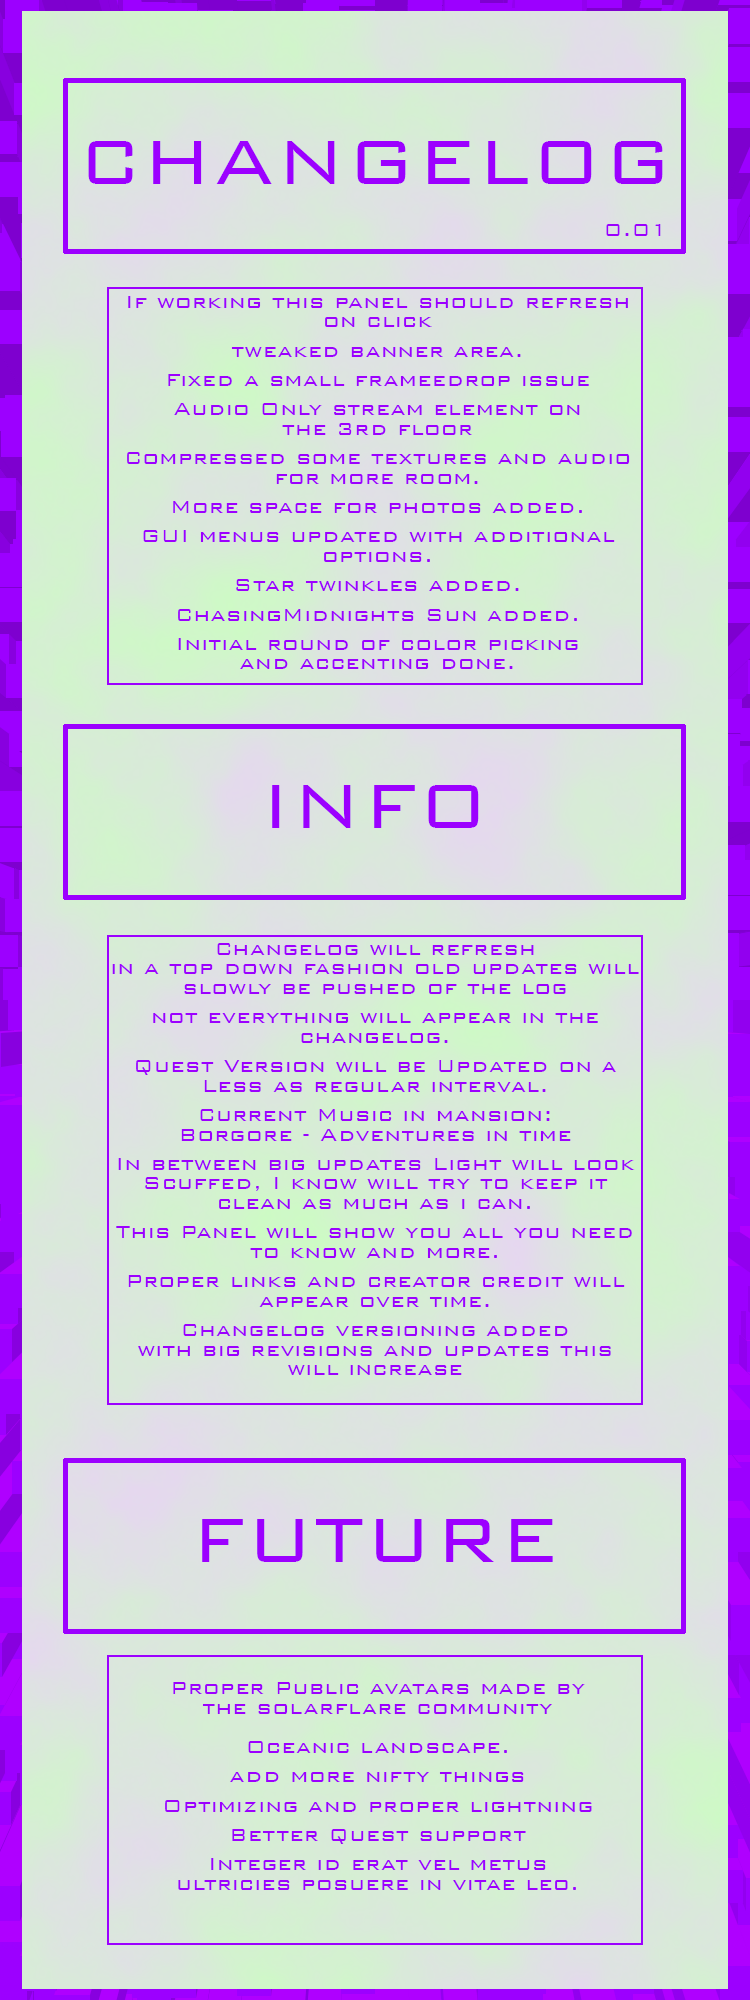 CHANGELOG
0.01
If working this panel should refresh
on click
tweaked banner area.
Fixed a small frameedrop issue
Audio Only stream element on
the 3rd floor
Compressed some textures and audio
for more room.
More space for photos added.
GUI menus updated with additional
options.
Star twinkles added.
ChasingMidnights Sun added.
Initial round of color picking
and accenting done.
INFO
Changelog will refresh
in a top down fashion old updates will
slowly be pushed of the log
not everything will appear in the
changelog.
Quest Version will be Updated on a
Less as regular interval.
Current Music in mansion:
Borgore - Adventures in time
In between big updates Light will look
Scuffed, I know will try to keep it
clean as much as i can.
This Panel will show you all you need
to know and more.
Proper links and creator credit will
appear over time.
Changelog versioning added
with big revisions and updates this
will increase
FUTURE
Proper Public avatars made by
the solarflare community
Oceanic landscape.
add more nifty things
Optimizing and proper lightning
Better Quest support
Integer id erat vel metus
ultricies posuere in vitae leo.